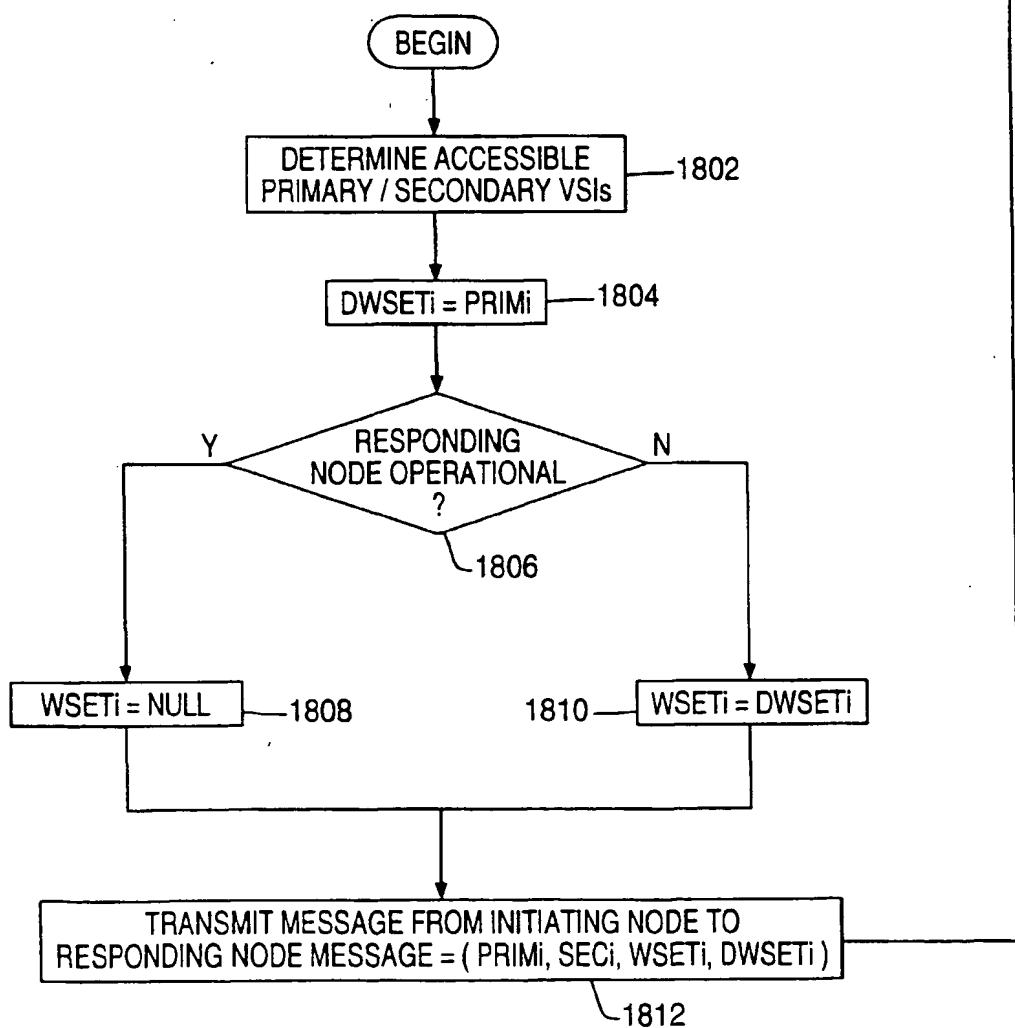 BEGIN
DETERMINE ACCESSIBLE
PRIMARY / SECONDARY VSIs
1802
DWSETi = PRIMi
1804
Y
RESPONDING
NODE OPERATIONAL
?
N
1806
WSETi = NULL
1808
1810
WSETi = DWSETi
TRANSMIT MESSAGE FROM INITIATING NODE TO
RESPONDING NODE MESSAGE = ( PRIMi, SECi, WSETi, DWSETi )
1812